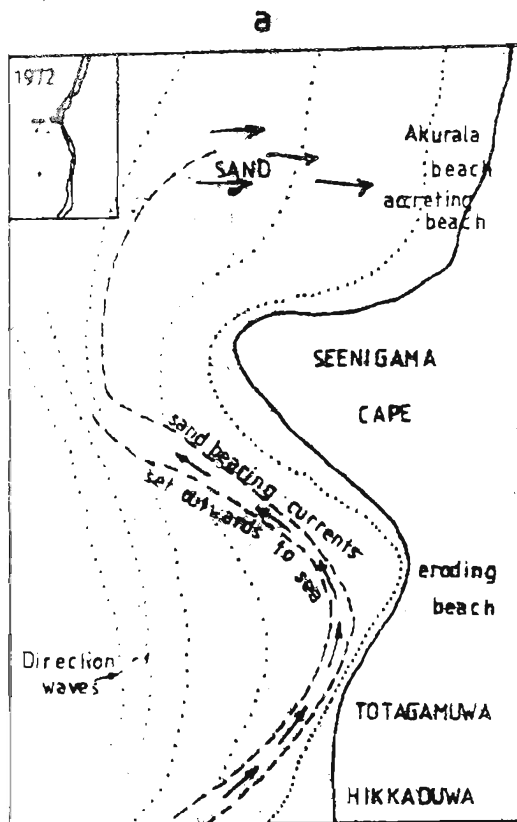 a
1972
SAND
Akurala
beach
accreting
beach
SEENIGAMA
CAPE
sand beacing currents
set outwards to sea
eroding
beach
Direction
waves
TOTAGAMUWA
HIKKADUWA